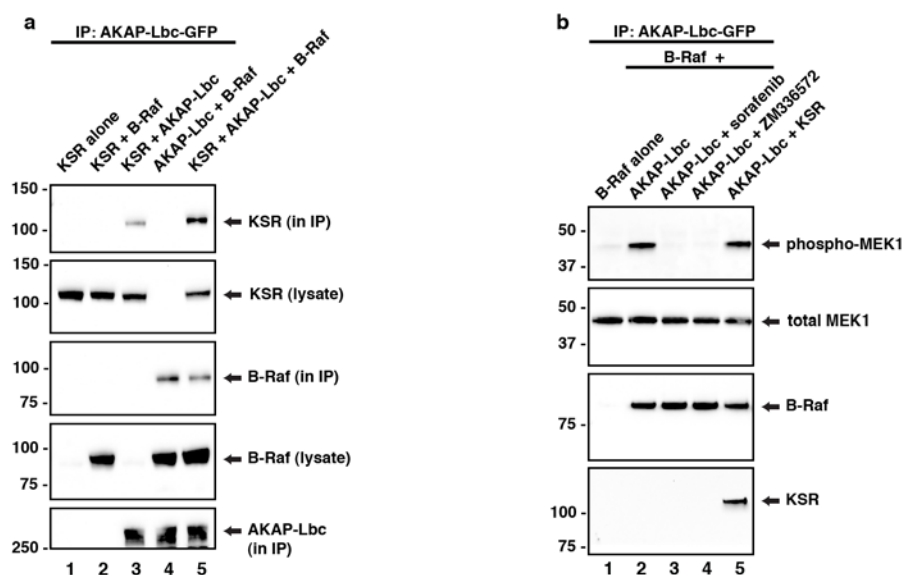 a
IP: AKAP-Lbc-GFP
KSR alone
KSR + B-Raf
KSR + AKAP-Lbc
AKAP-Lbc + B-Raf
KSR + AKAP-Lbc + B-Raf
150 -
100 -
KSR (in IP)
150 -
100 -
KSR (lysate)
100 -
75 -
B-Raf (in IP)
100 -
75 -
B-Raf (lysate)
250 -
AKAP-Lbc
(in IP)
1 2 3 4 5
b
IP: AKAP-Lbc-GFP
B-Raf +
B-Raf alone
AKAP-Lbc
AKAP-Lbc + sorafenib
AKAP-Lbc + ZM336572
AKAP-Lbc + KSR
50 -
37 -
phospho-MEK1
50 -
37 -
total MEK1
75 -
B-Raf
100 -
75 -
KSR
1 2 3 4 5